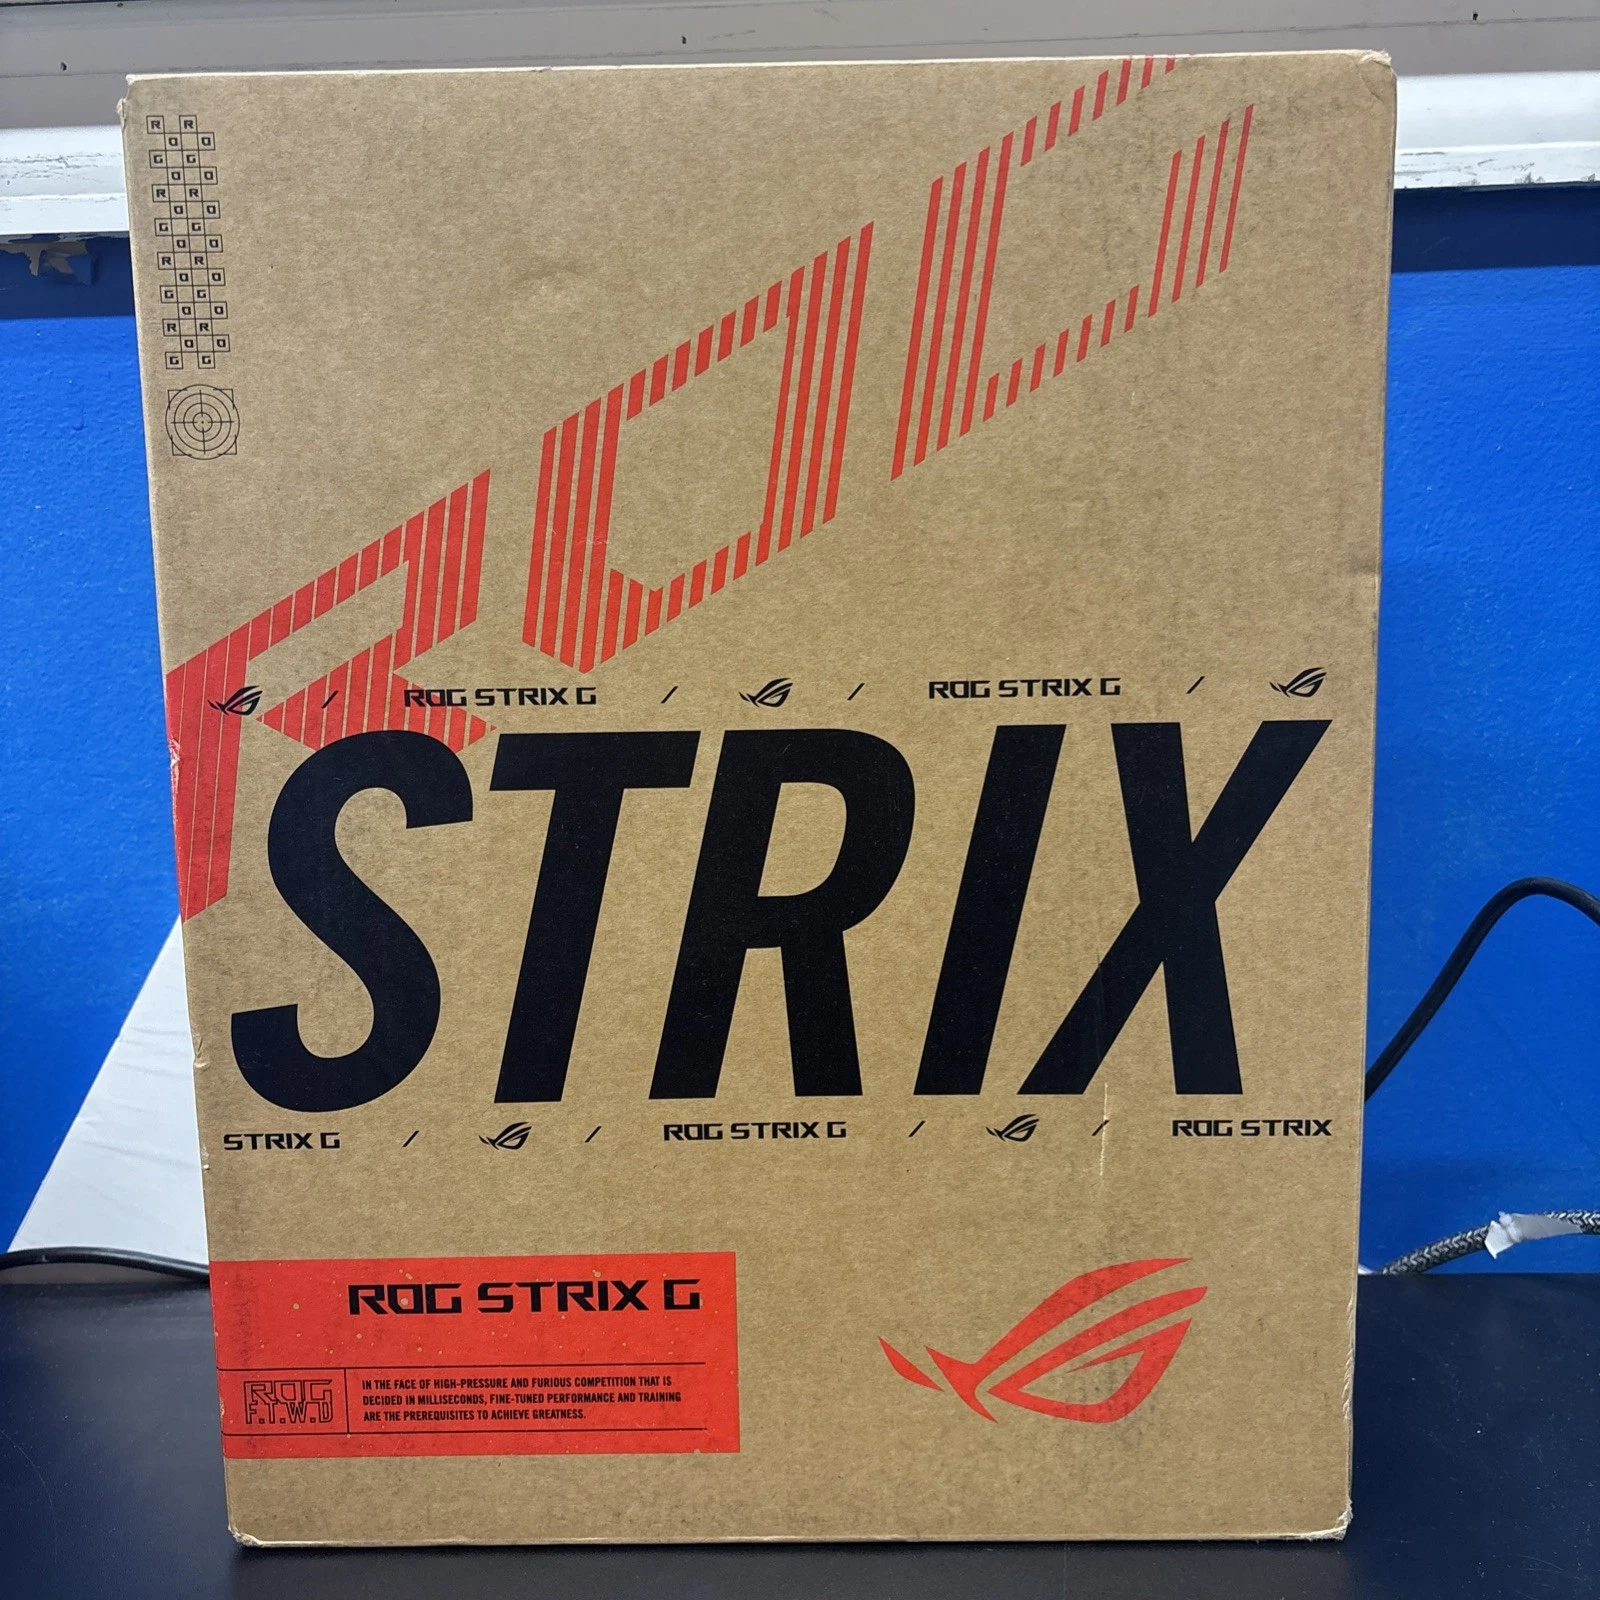 R R
O O
G G
O O
R R
O O
G G
O O
R R
O O
G G
O O
R R
O O
G G
ROG
ROG STRIX G / ROG STRIX G /
STRIX
STRIX G / / ROG STRIX G / / ROG STRIX
ROG STRIX G
ROG
F.T.W.D
IN THE FACE OF HIGH-PRESSURE AND FURIOUS COMPETITION THAT IS
DECIDED IN MILLISECONDS, FINE-TUNED PERFORMANCE AND TRAINING
ARE THE PREREQUISITES TO ACHIEVE GREATNESS.